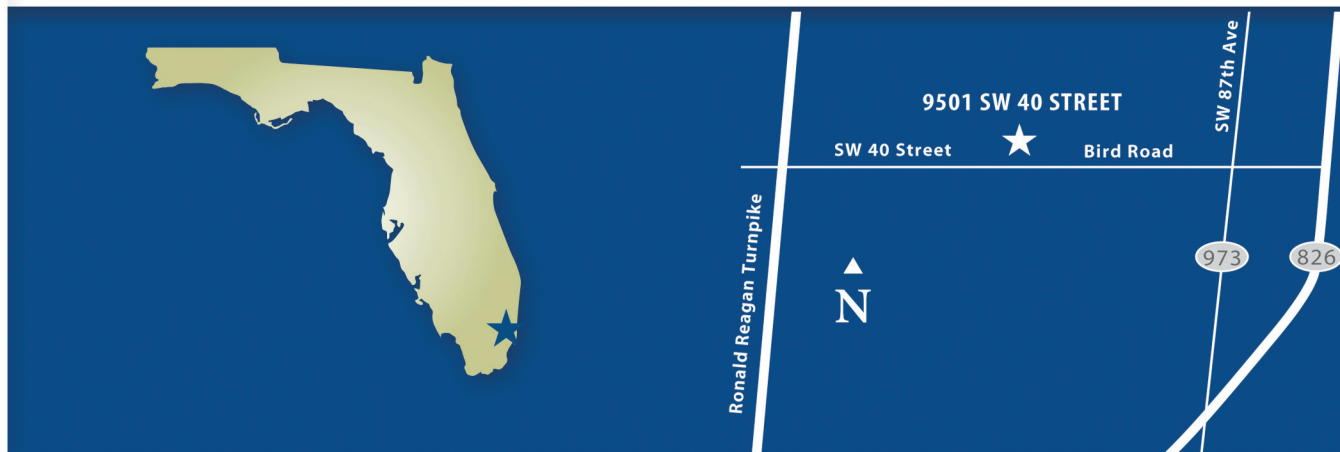 9501 SW 40 STREET
SW 40 Street
Bird Road
SW 87th Ave
Ronald Reagan Turnpike
973
826
N